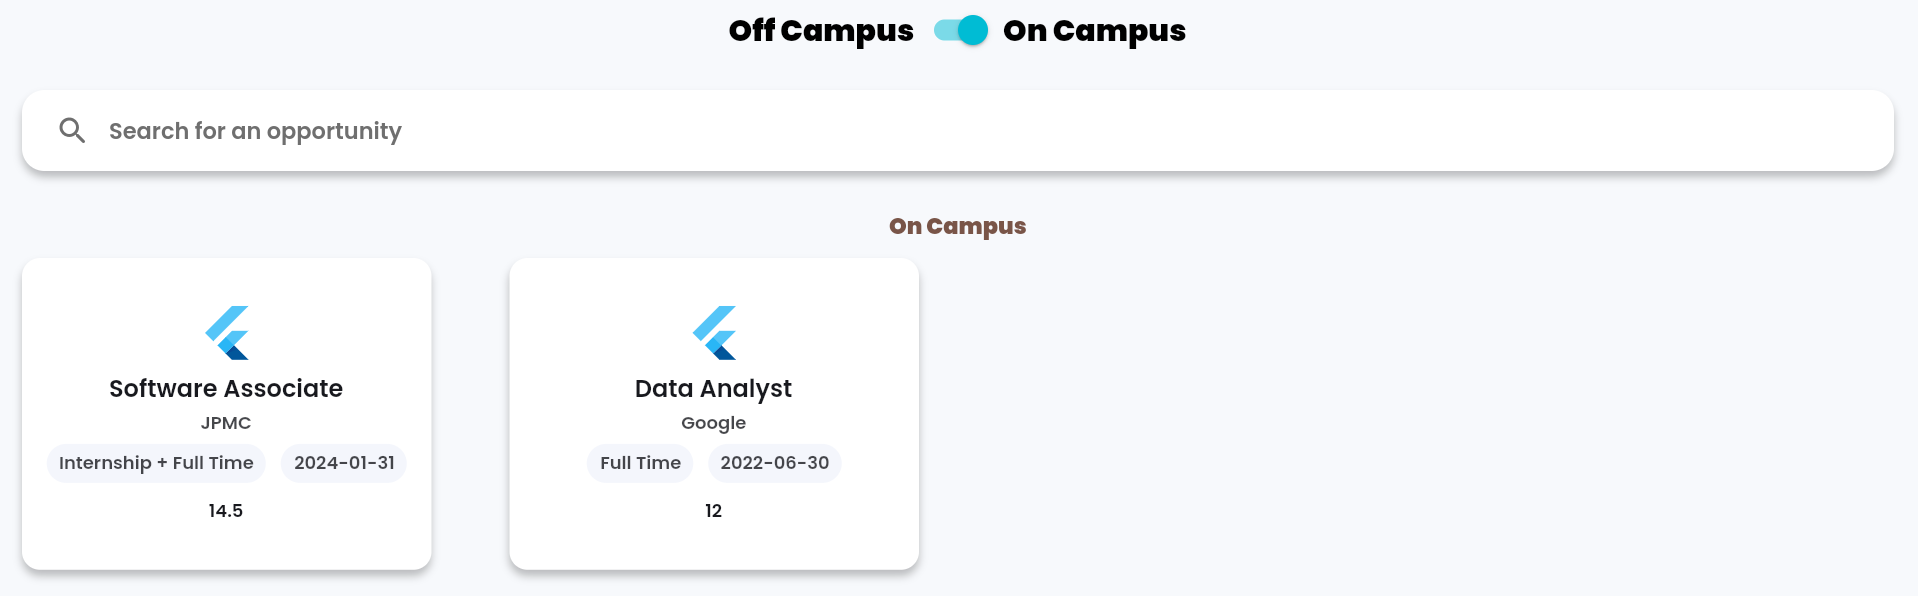 Off Campus On Campus
Search for an opportunity
On Campus
Software Associate
JPMC
Internship + Full Time 2024-01-31
14.5
Data Analyst
Google
Full Time 2022-06-30
12